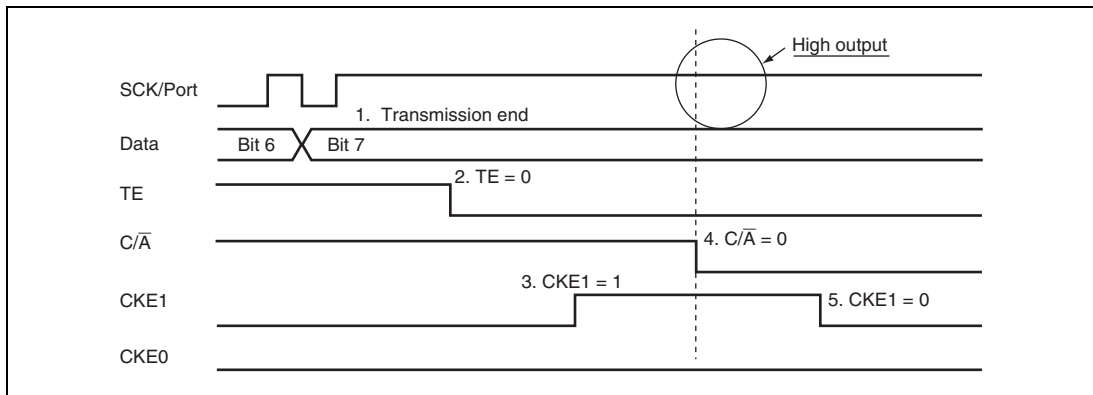 High output
SCK/Port
1. Transmission end
Data Bit 6 Bit 7
2. TE = 0
TE
C/A̅ 4. C/A̅ = 0
3. CKE1 = 1
CKE1 5. CKE1 = 0
CKE0